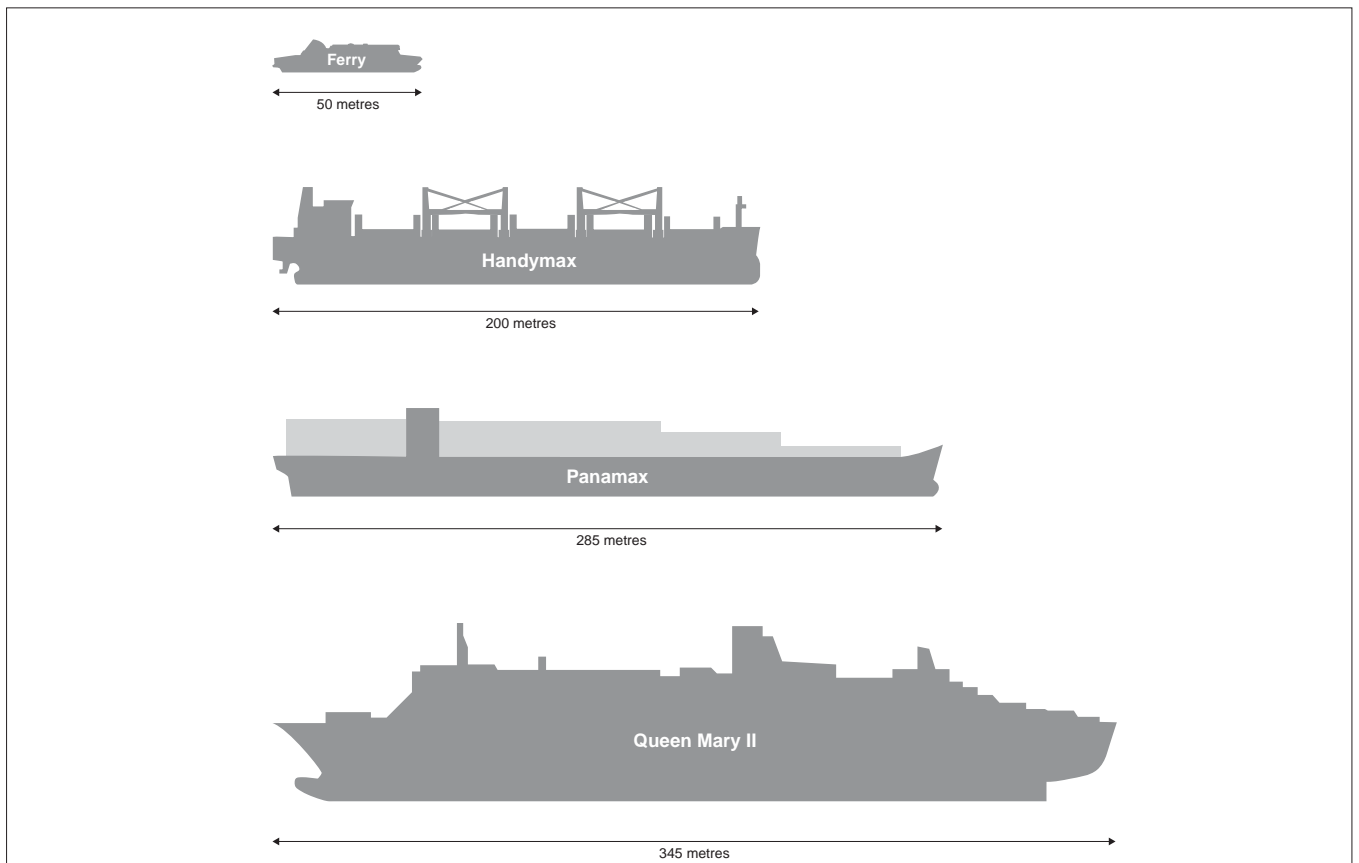 Ferry
50 metres
Handymax
200 metres
Panamax
285 metres
Queen Mary II
345 metres